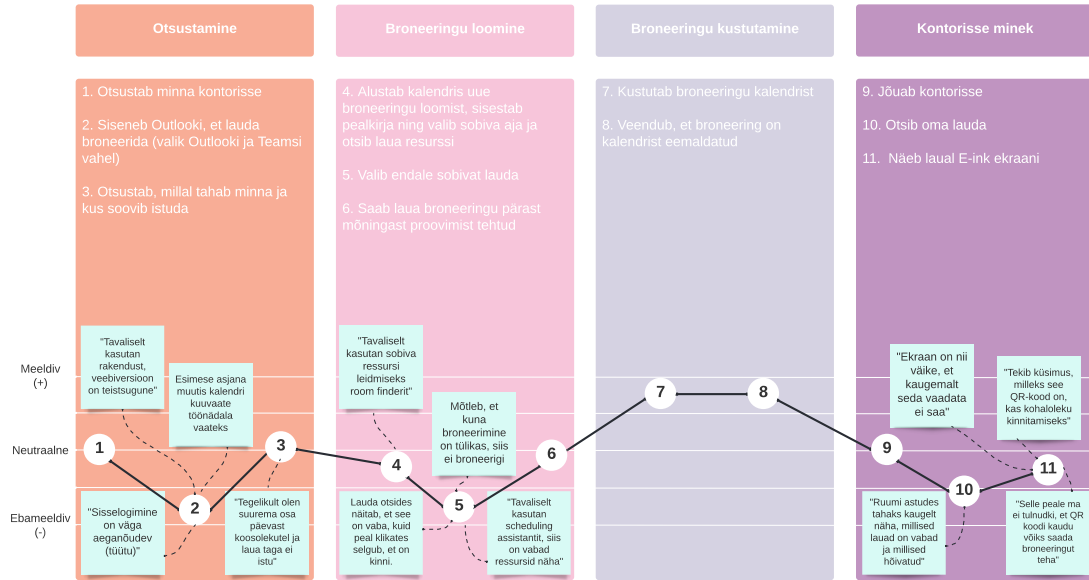 Otsustamine
Broneeringu loomine
Broneeringu kustutamine
Kontorisse minek
1. Otsustab minna kontorisse
2. Siseneb Outlooki, et lauda
broneerida (valik Outlooki ja Teamsi
vahel)
3. Otsustab, millal tahab minna ja
kus soovib istuda
4. Alustab kalendris uue
broneeringu loomist, sisestab
pealkirja ning valib sobiva aja ja
otsib laua resurssi
5. Valib endale sobivat lauda
6. Saab laua broneeringu pärast
mõningast proovimist tehtud
7. Kustutab broneeringu kalendrist
8. Veendub, et broneering on
kalendrist eemaldatud
9. Jõuab kontorisse
10. Otsib oma lauda
11. Näeb laual E-ink ekraani
Meeldiv
(+)
Neutraalne
Ebameeldiv
(-)
"Tavaliselt
kasutan
rakendust,
veebiversioon
on teistsugune"
Esimese asjana
muutis kalendri
kuuvaate
töönädala
vaateks
1
2
3
"Sisselogimine
on väga
aeganõudev
(tüütu)"
"Tegelikult olen
suurema osa
päevast
koosolekutel ja
laua taga ei
istu"
"Tavaliselt
kasutan sobiva
ressursi
leidmiseks
room finderit"
Mõtleb, et
kuna
broneerimine
on tülikas, siis
ei broneerigi
4
5
6
Lauda otsides
näitab, et see
on vaba, kuid
peal klikates
selgub, et on
kinni.
"Tavaliselt
kasutan
scheduling
assistantit, siis
on vabad
ressursid näha"
7
8
"Ekraan on nii
väike, et
kaugemalt
seda vaadata
ei saa"
"Tekib küsimus,
milleks see
QR-kood on,
kas kohaloleku
kinnitamiseks"
9
10
11
"Ruumi astudes
tahaks kaugelt
näha, millised
lauad on vabad
ja millised
hõivatud"
"Selle peale ma
ei tulnudki, et QR
koodi kaudu
võiks saada
broneeringut
teha"